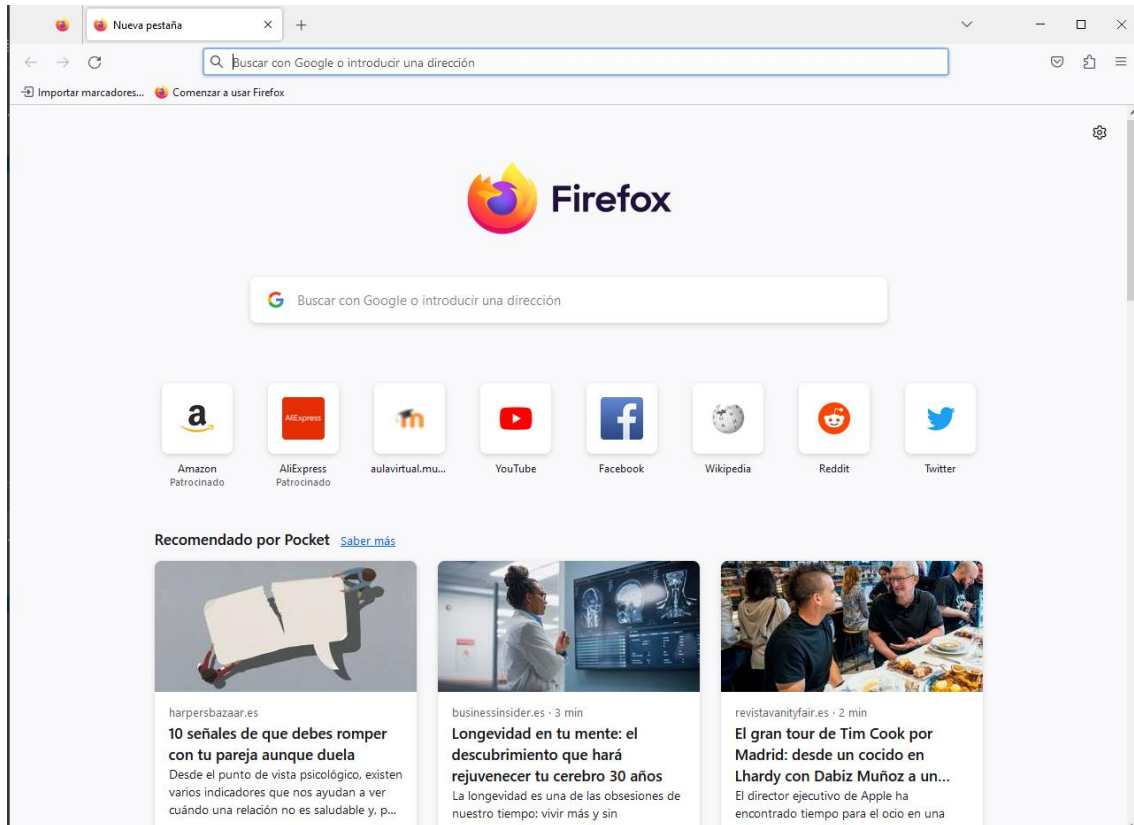 Nueva pestaña
Buscar con Google o introducir una dirección
Importar marcadores...
Comenzar a usar Firefox
Firefox
Buscar con Google o introducir una dirección
a
AliExpress
Amazon
Patrocinado
AliExpress
Patrocinado
aulavirtual.mu...
YouTube
Facebook
Wikipedia
Reddit
Twitter
Recomendado por Pocket Saber más
harpersbazaar.es
10 señales de que debes romper
con tu pareja aunque duela
Desde el punto de vista psicológico, existen
varios indicadores que nos ayudan a ver
cuándo una relación no es saludable y, p...
businessinsider.es · 3 min
Longevidad en tu mente: el
descubrimiento que hará
rejuvenecer tu cerebro 30 años
La longevidad es una de las obsesiones de
nuestro tiempo: vivir más y sin
revistavanityfair.es · 2 min
El gran tour de Tim Cook por
Madrid: desde un cocido en
Lhardy con Dabiz Muñoz a un...
El director ejecutivo de Apple ha
encontrado tiempo para el ocio en una